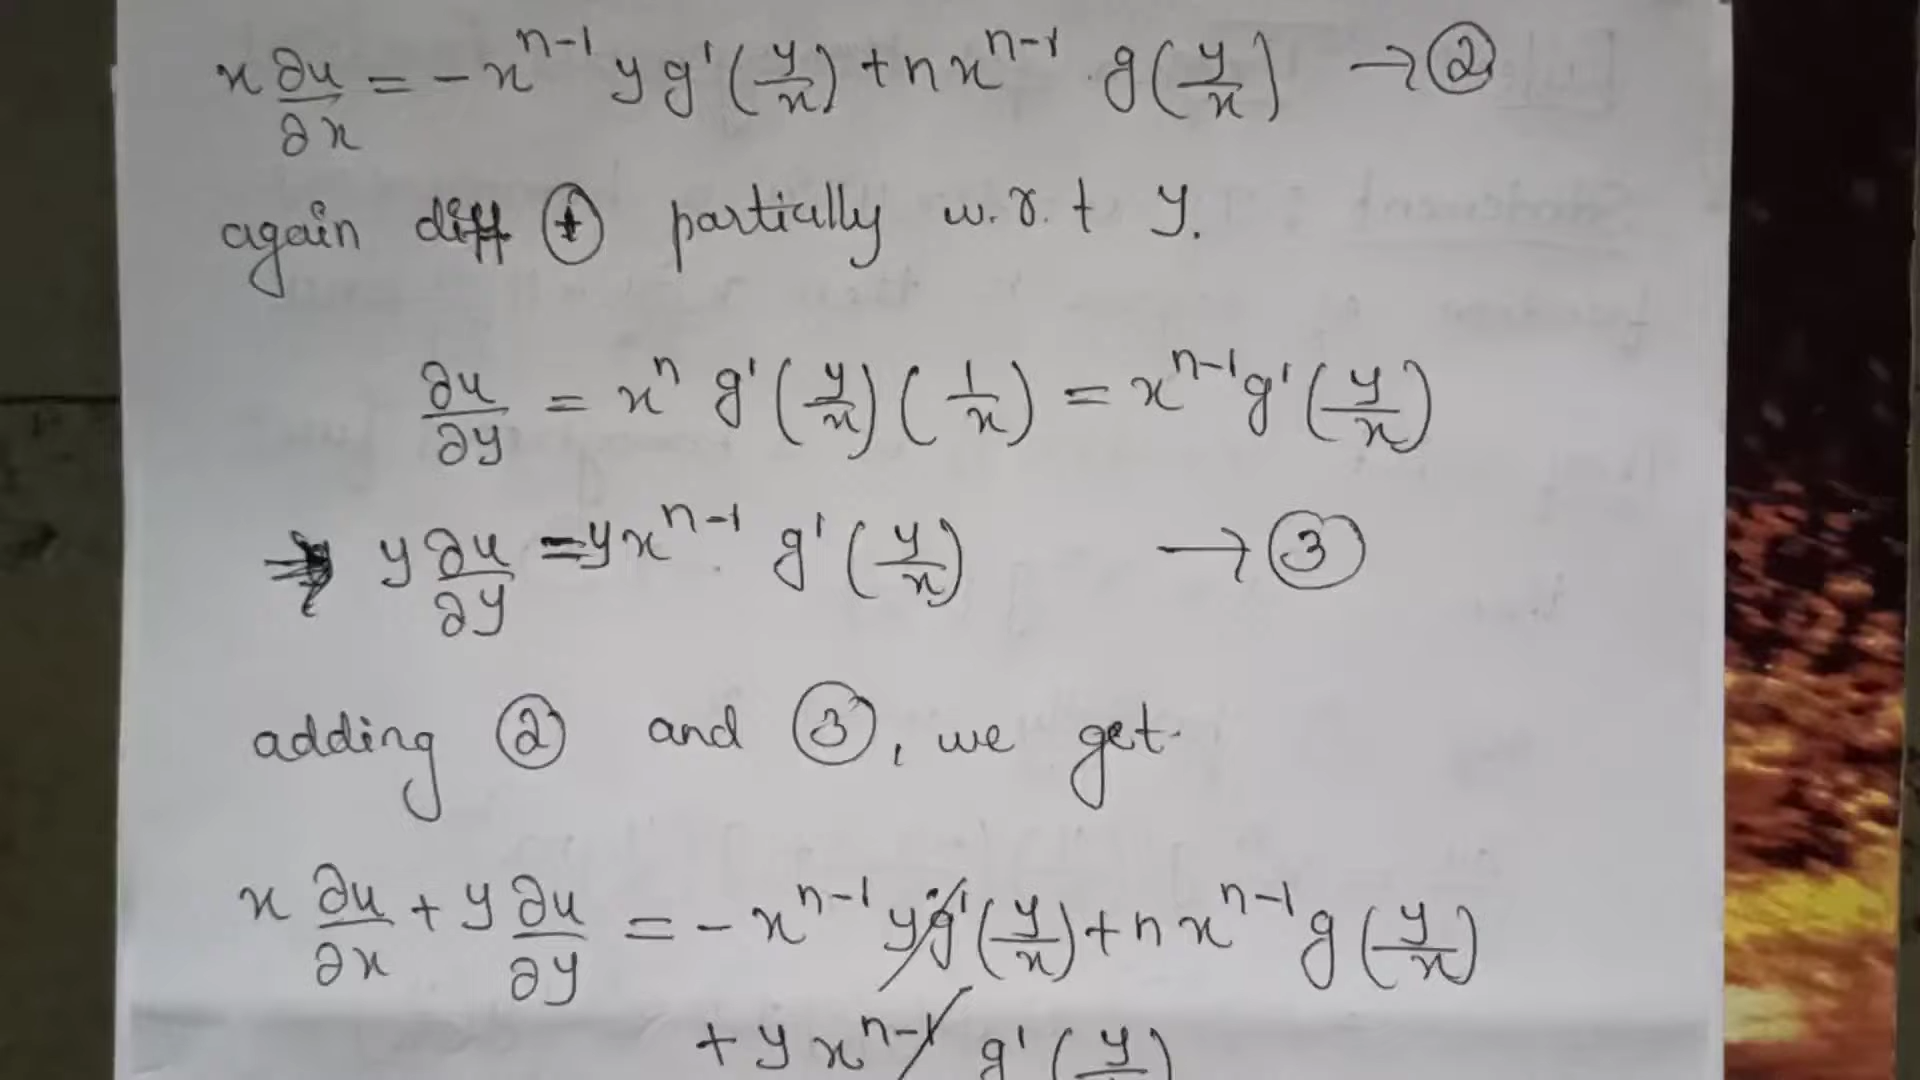 x ∂u/∂x = - x^{n-1} y g'(y/x) + n x^{n-1} g(y/x) → ②
again diff ① partially w.r.t y.
∂u/∂y = x^n g'(y/x) (1/x) = x^{n-1} g'(y/x)
⇒ y ∂u/∂y = y x^{n-1} g'(y/x) → ③
adding ② and ③, we get.
x ∂u/∂x + y ∂u/∂y = - x^{n-1} y g'(y/x) + n x^{n-1} g(y/x)
+ y x^{n-1} g'(y/